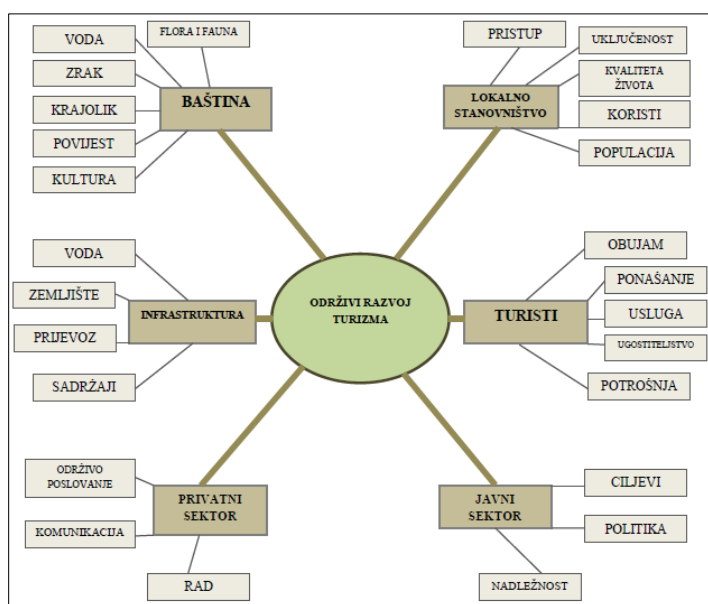 VODA
FLORA I FAUNA
ZRAK
KRAJOLIK
POVIJEST
KULTURA
BAŠTINA
PRISTUP
UKLJUČENOST
KVALITETA
ŽIVOTA
KORISTI
POPULACIJA
LOKALNO
STANOVNIŠTVO
VODA
ZEMLJIŠTE
PRIJEVOZ
SADRŽAJI
INFRASTRUKTURA
ODRŽIVI RAZVOJ
TURIZMA
TURISTI
OBUJAM
PONAŠANJE
USLUGA
UGOSTITELJSTVO
POTROŠNJA
ODRŽIVO
POSLOVANJE
KOMUNIKACIJA
RAD
PRIVATNI
SEKTOR
JAVNI
SEKTOR
CILJEVI
POLITIKA
NADLEŽNOST